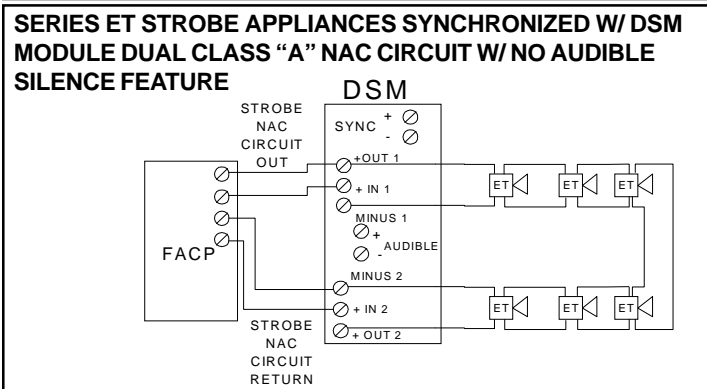 SERIES ET STROBE APPLIANCES SYNCHRONIZED W/ DSM
MODULE DUAL CLASS “A” NAC CIRCUIT W/ NO AUDIBLE
SILENCE FEATURE
DSM
STROBE
NAC
CIRCUIT
OUT
SYNC + -
+OUT 1
+ IN 1
MINUS 1
+
AUDIBLE
-
MINUS 2
+ IN 2
+ OUT 2
FACP
STROBE
NAC
CIRCUIT
RETURN
ET ET ET
ET ET ET